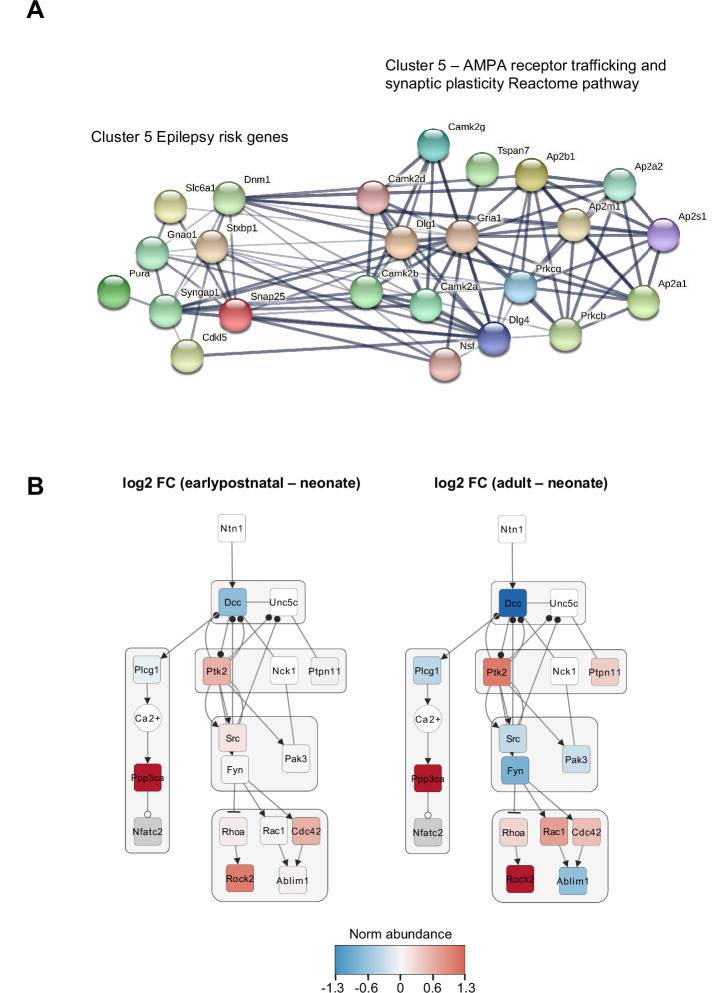 A
Cluster 5 – AMPA receptor trafficking and
synaptic plasticity Reactome pathway
Cluster 5 Epilepsy risk genes
Camk2g
Tspan7
Ap2b1
Ap2a2
Slc6a1
Dnm1
Camk2d
Ap2m1
Ap2s1
Gnao1
Stxbp1
Dlg1
Gria1
Pura
Syngap1
Snap25
Camk2b
Camk2a
Prkcg
Ap2a1
Cdkl5
Nsf
Dlg4
Prkcb
B
log2 FC (earlypostnatal – neonate)
log2 FC (adult – neonate)
Ntn1
Ntn1
Dcc
Unc5c
Dcc
Unc5c
Plcg1
Ptk2
Nck1
Ptpn11
Plcg1
Ptk2
Nck1
Ptpn11
Ca2+
Src
Pak3
Ca2+
Src
Pak3
Ppp3ca
Fyn
Ppp3ca
Fyn
Nfatc2
Rhoa
Rac1
Cdc42
Nfatc2
Rhoa
Rac1
Cdc42
Rock2
Ablim1
Rock2
Ablim1
Norm abundance
-1.3 -0.6 0 0.6 1.3